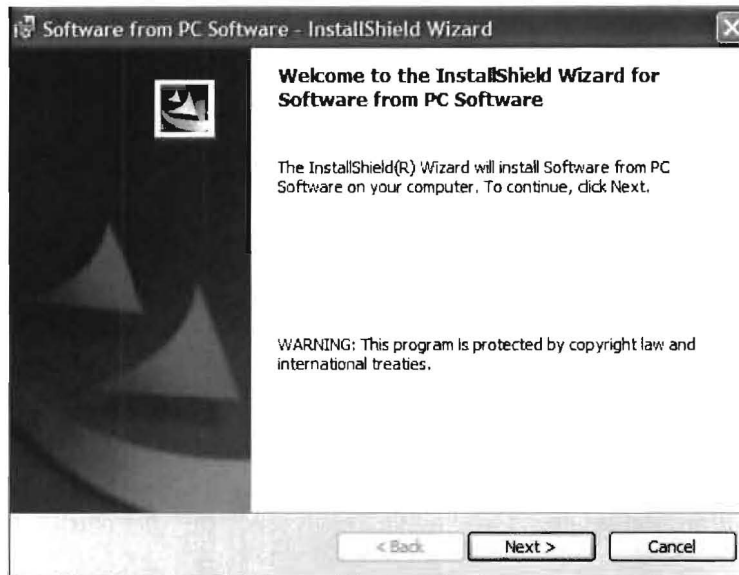 Software from PC Software - InstallShield Wizard
Welcome to the InstallShield Wizard for
Software from PC Software
The InstallShield(R) Wizard will install Software from PC
Software on your computer. To continue, click Next.
WARNING: This program is protected by copyright law and
international treaties.
< Back
Next >
Cancel